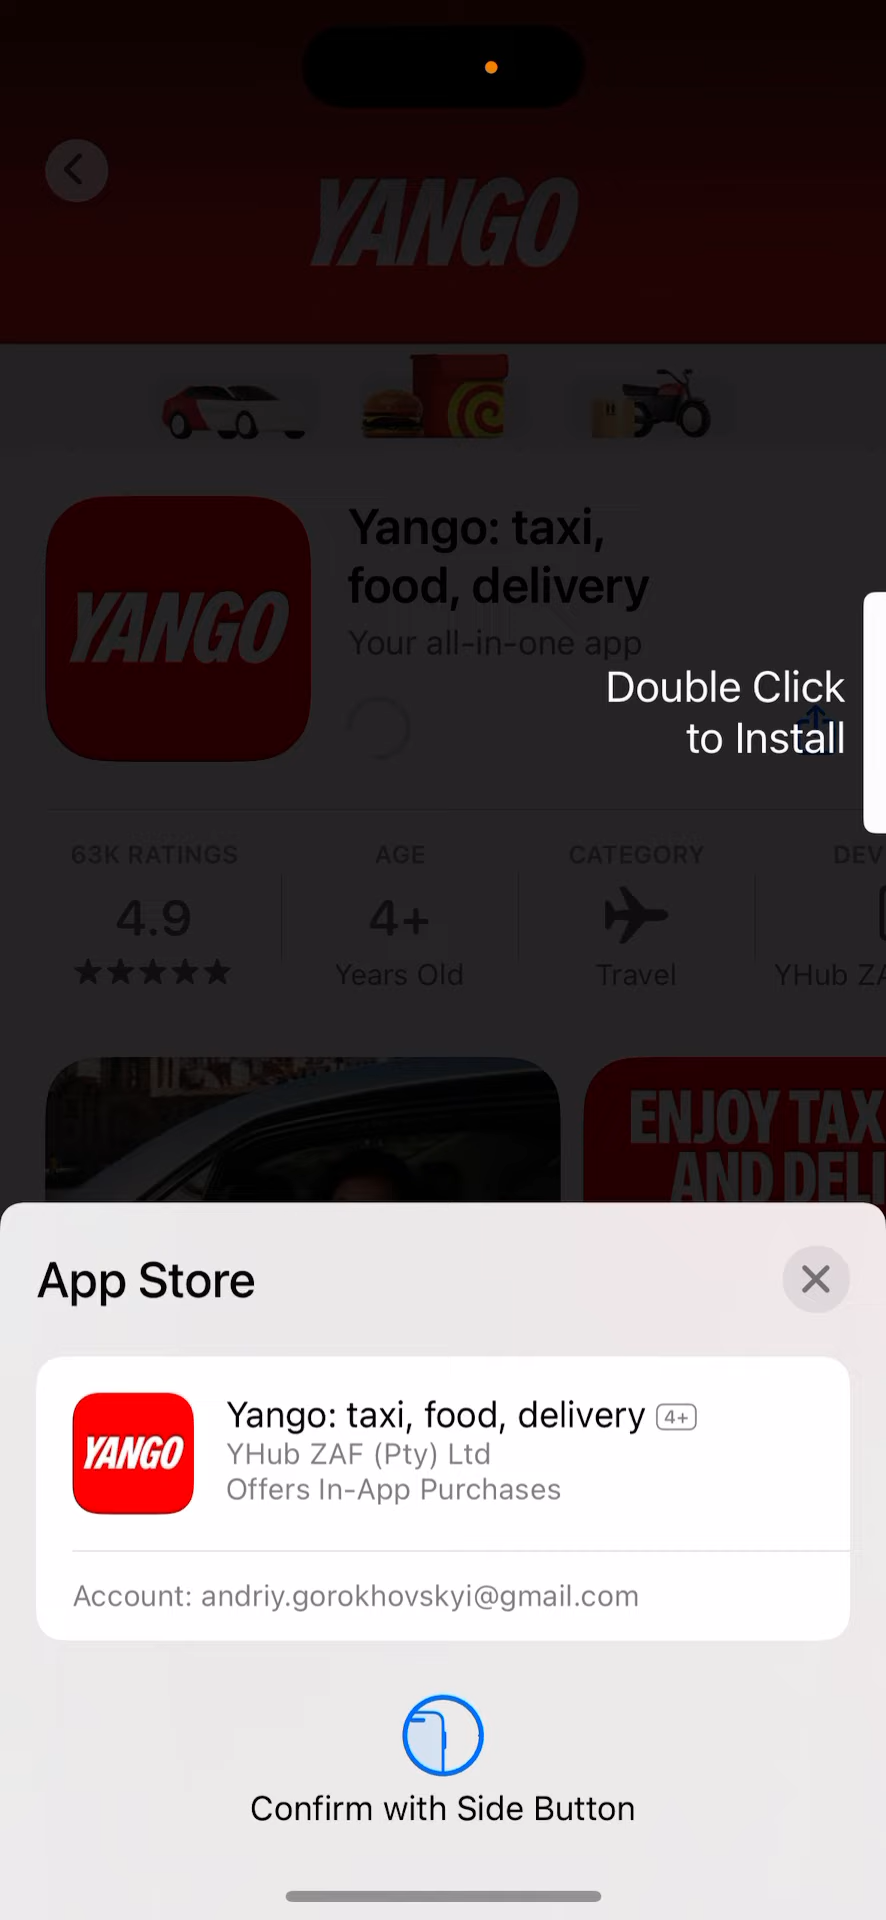 YANGO
YANGO
Yango: taxi,
food, delivery
Your all-in-one app
Double Click
to Install
63K RATINGS
4.9
AGE
4+
Years Old
CATEGORY
Travel
DEV
YHub ZA
ENJOY TAX
AND DELI
App Store
YANGO
Yango: taxi, food, delivery 4+
YHub ZAF (Pty) Ltd
Offers In-App Purchases
Account: andriy.gorokhovskyi@gmail.com
Confirm with Side Button